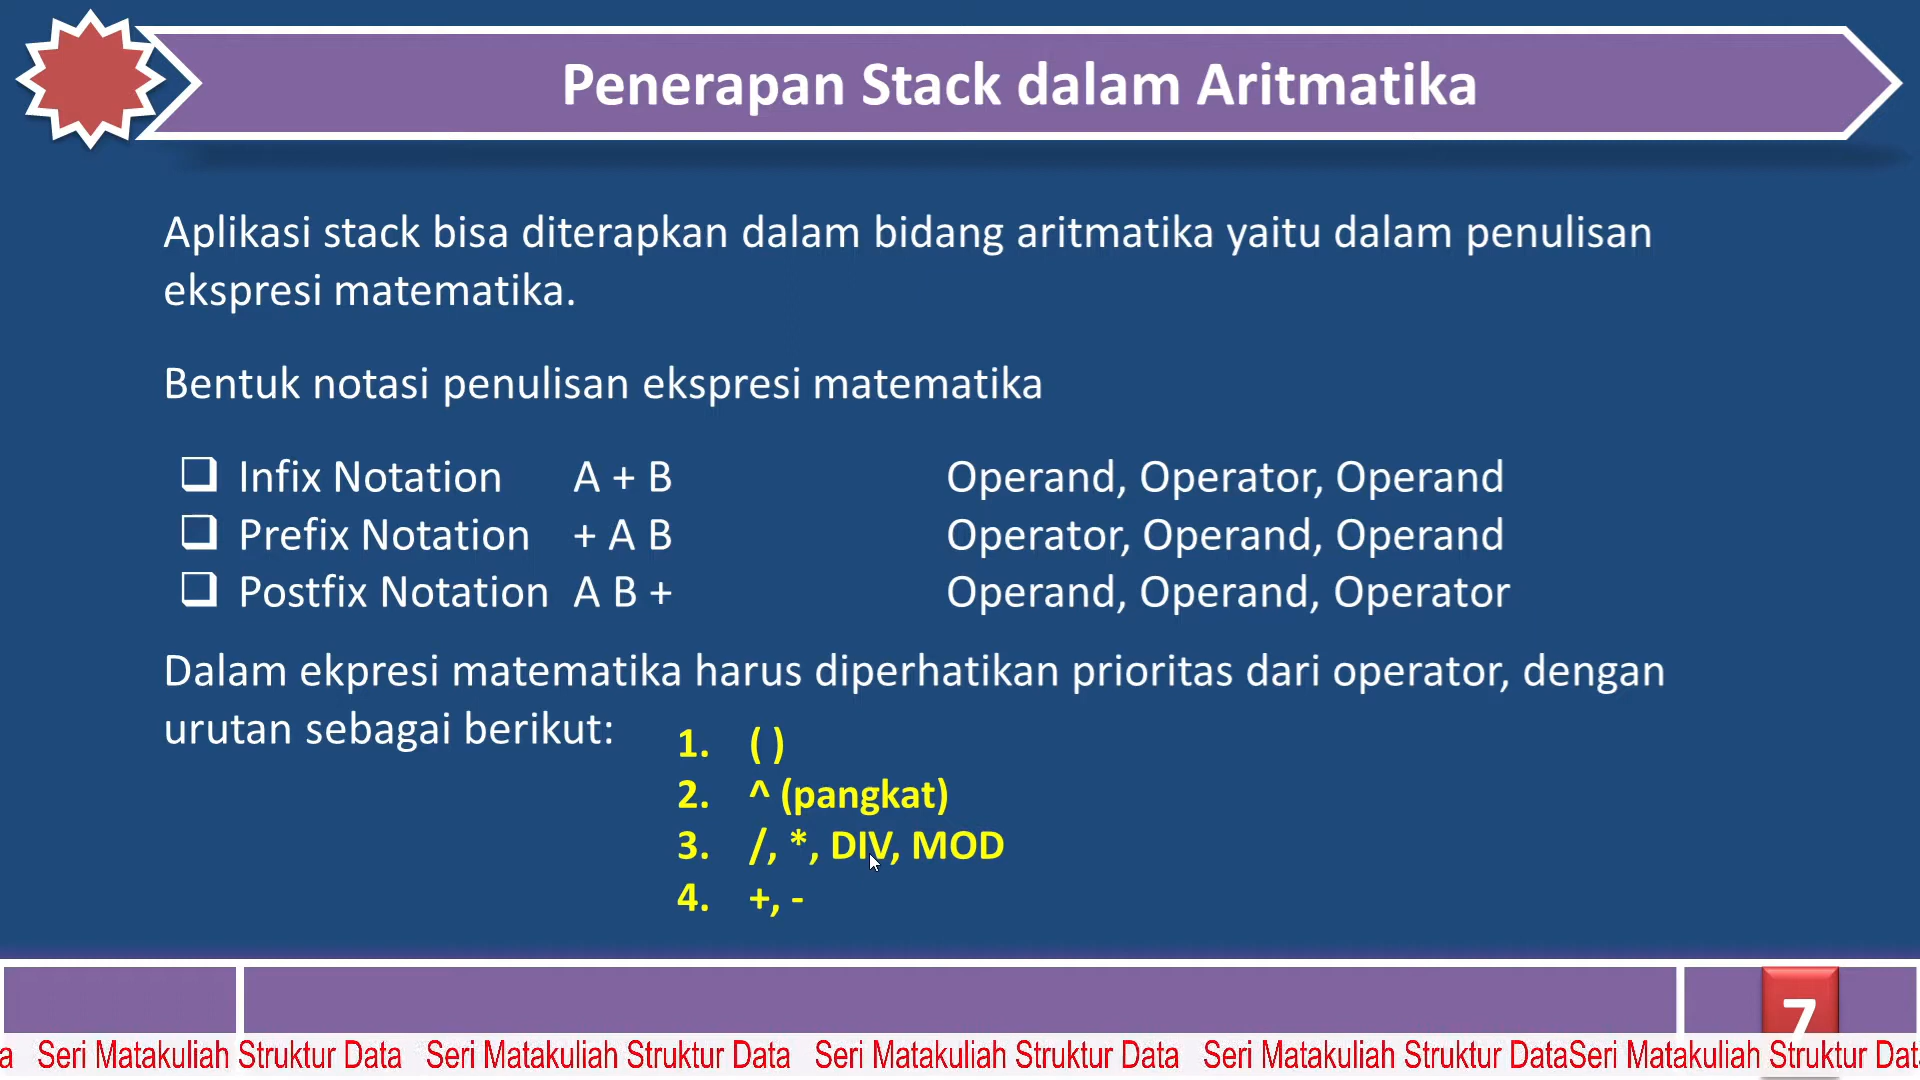 Penerapan Stack dalam Aritmatika
Aplikasi stack bisa diterapkan dalam bidang aritmatika yaitu dalam penulisan
ekspresi matematika.
Bentuk notasi penulisan ekspresi matematika
Infix Notation A + B Operand, Operator, Operand
Prefix Notation + A B Operator, Operand, Operand
Postfix Notation A B + Operand, Operand, Operator
Dalam ekpresi matematika harus diperhatikan prioritas dari operator, dengan
urutan sebagai berikut:
1. ( )
2. ^ (pangkat)
3. /, *, DIV, MOD
4. +, -
7
a Seri Matakuliah Struktur Data Seri Matakuliah Struktur Data Seri Matakuliah Struktur Data Seri Matakuliah Struktur DataSeri Matakuliah Struktur Dat